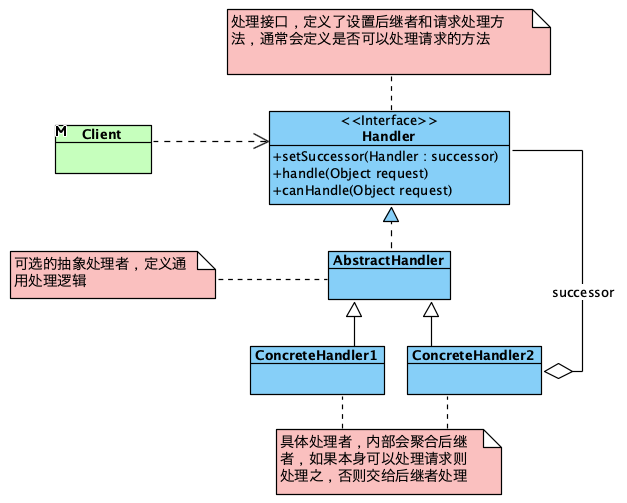 处理接口，定义了设置后继者和请求处理方
法，通常会定义是否可以处理请求的方法
M
Client
<<Interface>>
Handler
+setSuccessor(Handler : successor)
+handle(Object request)
+canHandle(Object request)
可选的抽象处理者，定义通
用处理逻辑
AbstractHandler
successor
ConcreteHandler1
ConcreteHandler2
具体处理者，内部会聚合后继
者，如果本身可以处理请求则
处理之，否则交给后继者处理